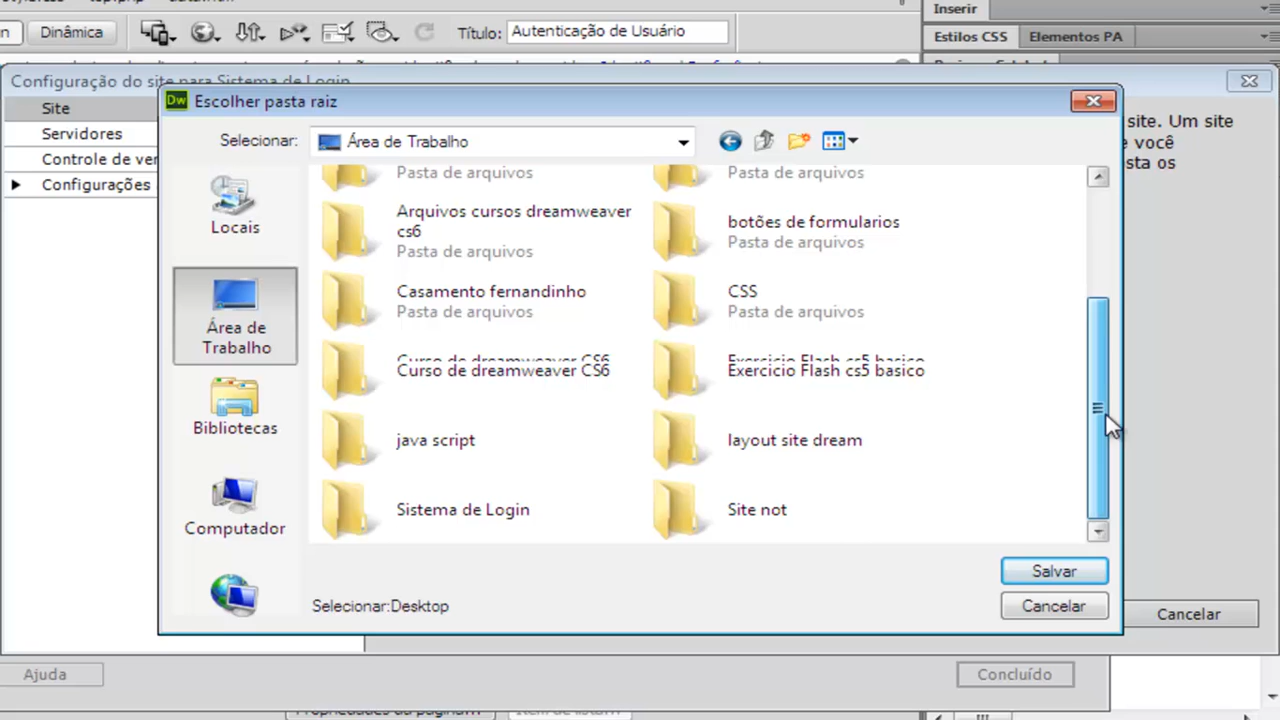 Inserir
n Dinâmica Título: Autenticação de Usuário
Estilos CSS Elementos PA
Configuração do site para Sistema de Login
Site
Servidores
Controle de ver
Configurações
site. Um site
e você
sta os
Dw Escolher pasta raiz
Selecionar: Área de Trabalho
Locais
Área de
Trabalho
Bibliotecas
Computador
Pasta de arquivos
Pasta de arquivos
Arquivos cursos dreamweaver
cs6
Pasta de arquivos
botões de formularios
Pasta de arquivos
Casamento fernandinho
Pasta de arquivos
CSS
Pasta de arquivos
Curso de dreamweaver CS6
Exercicio Flash cs5 basico
java script
layout site dream
Sistema de Login
Site not
Salvar
Selecionar:Desktop
Cancelar
Cancelar
Ajuda
Concluído